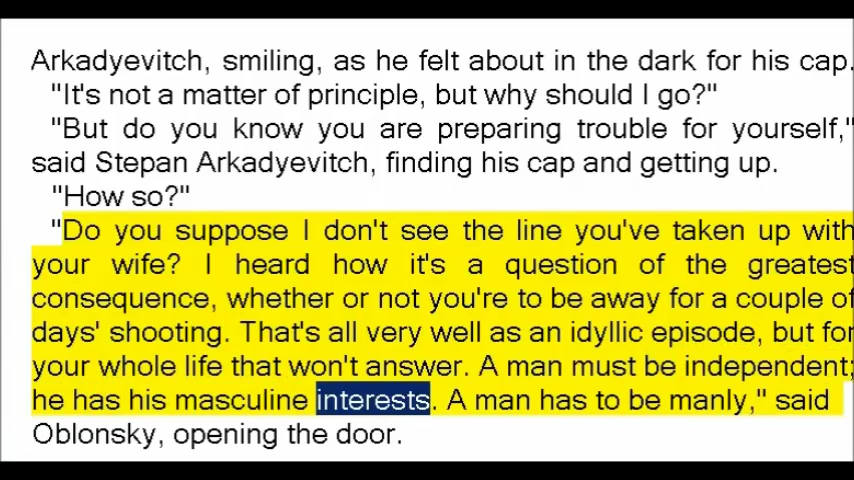 Arkadyevitch, smiling, as he felt about in the dark for his cap.
"It's not a matter of principle, but why should I go?"
"But do you know you are preparing trouble for yourself,"
said Stepan Arkadyevitch, finding his cap and getting up.
"How so?"
"Do you suppose I don't see the line you've taken up with
your wife? I heard how it's a question of the greatest
consequence, whether or not you're to be away for a couple of
days' shooting. That's all very well as an idyllic episode, but for
your whole life that won't answer. A man must be independent;
he has his masculine interests. A man has to be manly," said
Oblonsky, opening the door.